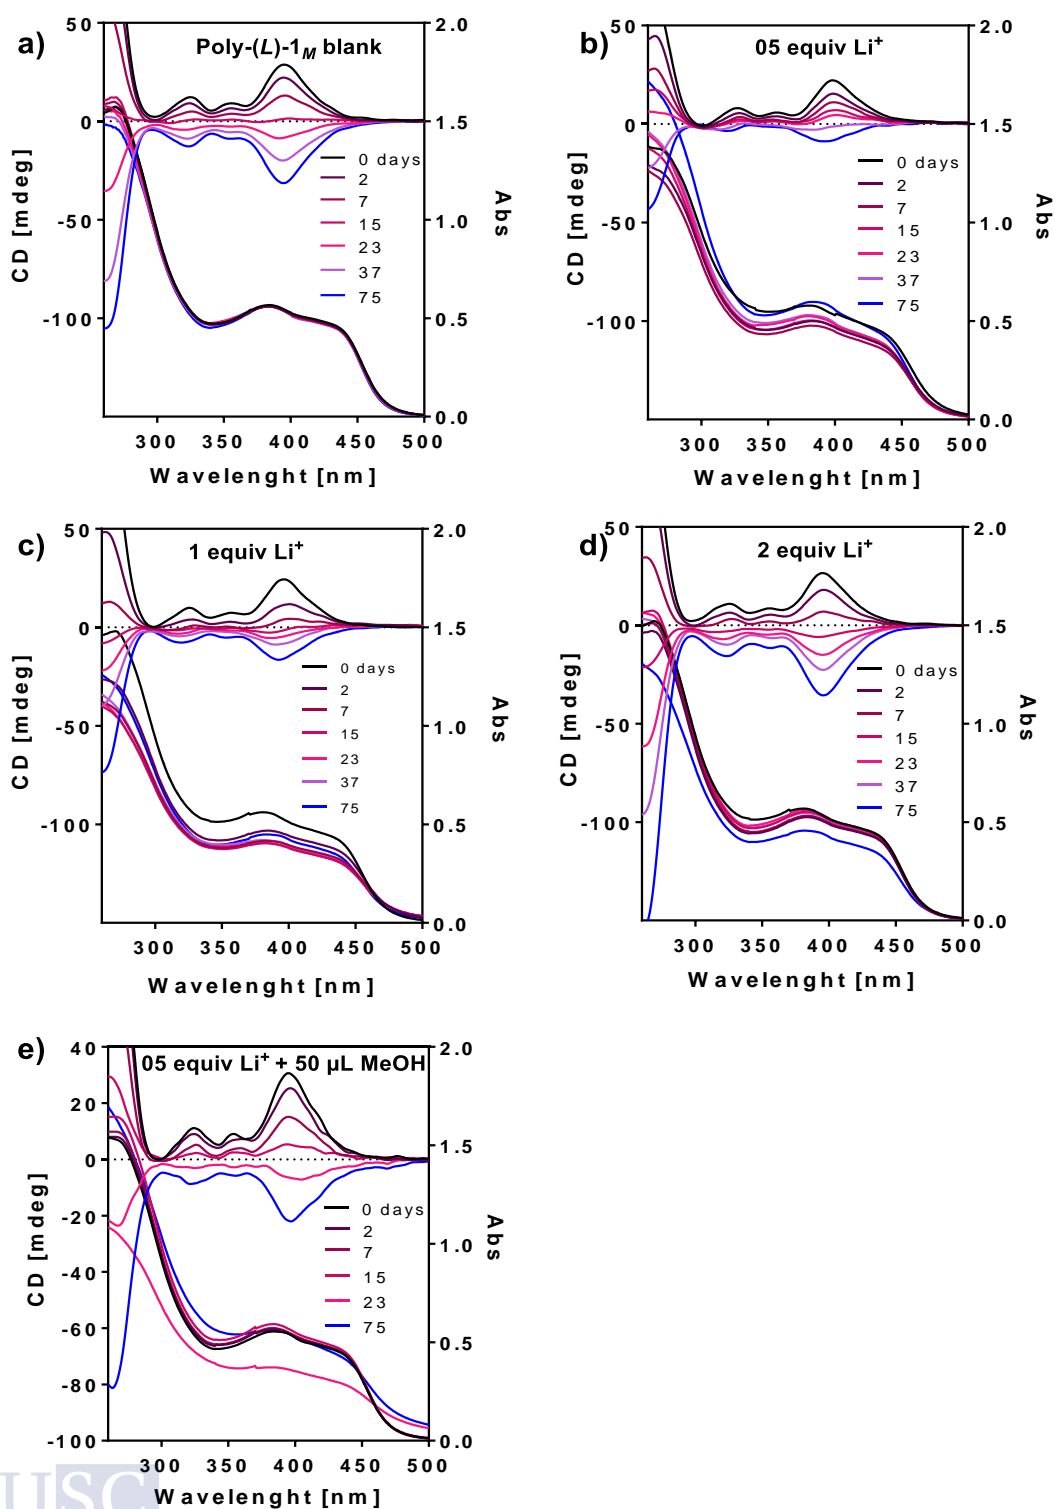 a)
Poly-(L)-1M blank
50
0
-50
-100
CD [mdeg]
2.0
1.5
1.0
0.5
0.0
Abs
0 days
2
7
15
23
37
75
300 350 400 450 500
Wavelenght [nm]
b)
05 equiv Li+
50
0
-50
-100
CD [mdeg]
2.0
1.5
1.0
0.5
0.0
Abs
0 days
2
7
15
23
37
75
300 350 400 450 500
Wavelenght [nm]
c)
1 equiv Li+
50
0
-50
-100
CD [mdeg]
2.0
1.5
1.0
0.5
0.0
Abs
0 days
2
7
15
23
37
75
300 350 400 450 500
Wavelenght [nm]
d)
2 equiv Li+
50
0
-50
-100
CD [mdeg]
2.0
1.5
1.0
0.5
0.0
Abs
0 days
2
7
15
23
37
75
300 350 400 450 500
Wavelenght [nm]
e)
05 equiv Li+ + 50 µL MeOH
40
20
0
-20
-40
-60
-80
-100
CD [mdeg]
2.0
1.5
1.0
0.5
0.0
Abs
0 days
2
7
15
23
75
300 350 400 450 500
Wavelenght [nm]
USC